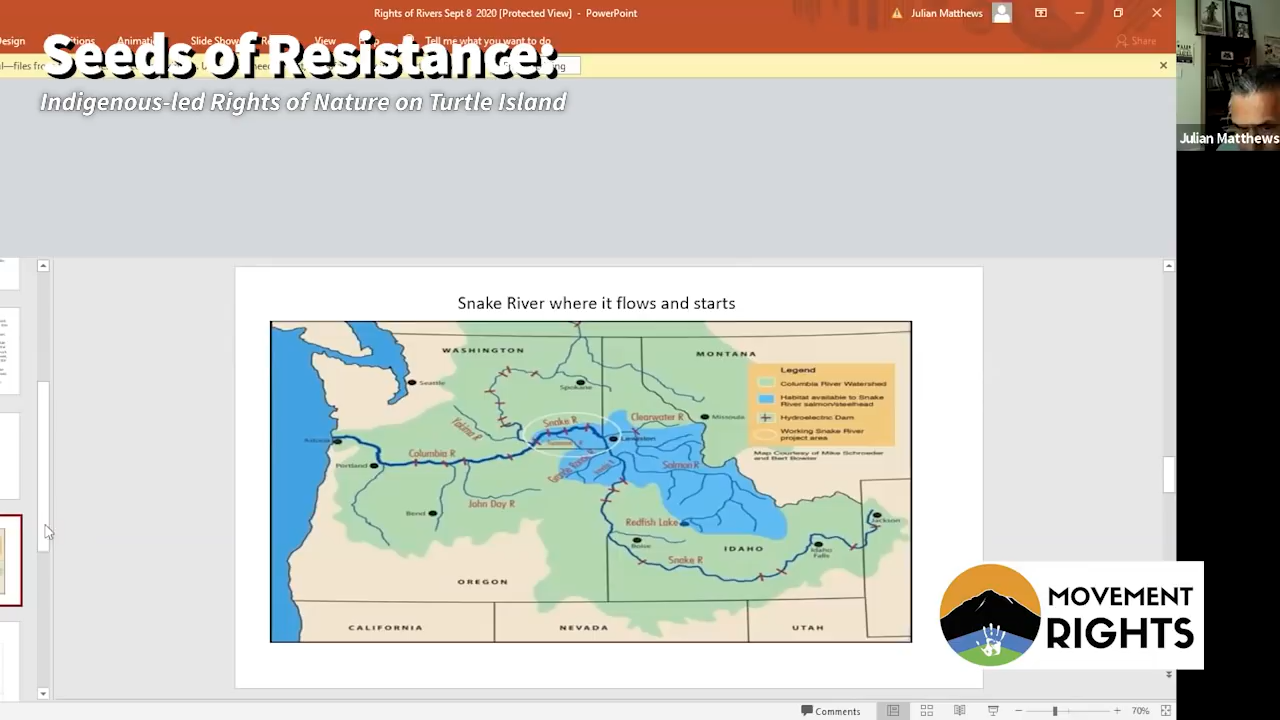 Rights of Rivers Sept 8 2020 [Protected View] - PowerPoint
Julian Matthews
Design
Slide Show
View
Tell me what you want to do
Share
Seeds of Resistance:
Indigenous-led Rights of Nature on Turtle Island
Julian Matthews
Snake River where it flows and starts
WASHINGTON
MONTANA
Seattle
Spokane
Missoula
Legend
Columbia River Watershed
Habitat available to Snake
River salmon/steelhead
Hydroelectric Dam
Working Snake River
project area
Map Courtesy of Mike Schroeder
and Bert Bowler
Clearwater R
Snake R
Yakima R
Lewiston
Astoria
Columbia R
Portland
Salmon R
John Day R
Bend
Redfish Lake
Boise
IDAHO
Jackson
Idaho
Falls
Snake R
OREGON
CALIFORNIA
NEVADA
UTAH
MOVEMENT
RIGHTS
Comments
70%